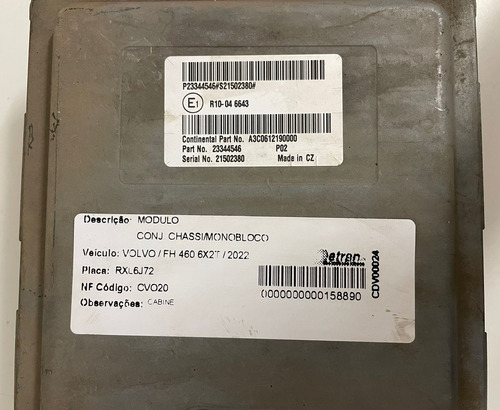 P23344546#S21502380#
E1 R10-04 6643
Continental Part No. A3C0612190000
Part No. 23344546 P02
Serial No. 21502380 Made in CZ
Descrição: MODULO
CONJ. CHASSI/MONOBLOCO
Veículo: VOLVO / FH 460 6X2T / 2022
Placa: RXL6J72
NF Código: CVO20
Observações: CABINE
Detran
0000000000158890
CDV00024